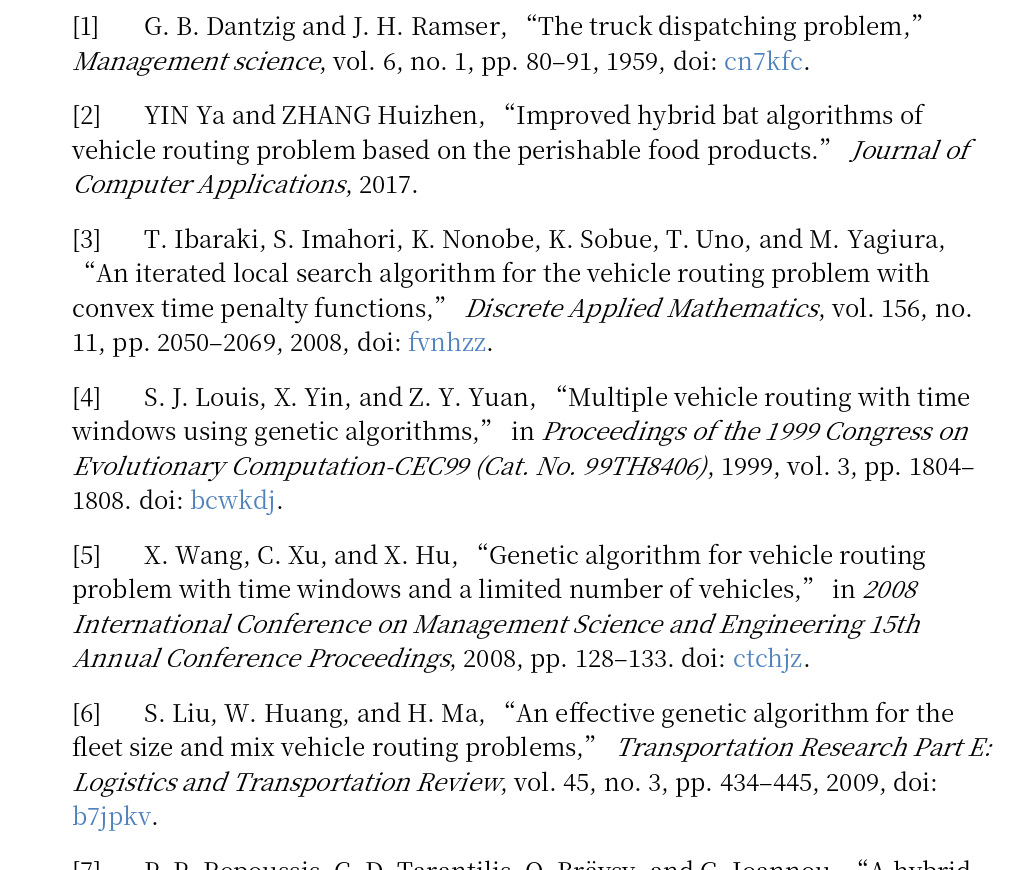 [1] G. B. Dantzig and J. H. Ramser, “The truck dispatching problem,”
Management science, vol. 6, no. 1, pp. 80–91, 1959, doi: cn7kfc.
[2] YIN Ya and ZHANG Huizhen, “Improved hybrid bat algorithms of
vehicle routing problem based on the perishable food products.” Journal of
Computer Applications, 2017.
[3] T. Ibaraki, S. Imahori, K. Nonobe, K. Sobue, T. Uno, and M. Yagiura,
“An iterated local search algorithm for the vehicle routing problem with
convex time penalty functions,” Discrete Applied Mathematics, vol. 156, no.
11, pp. 2050–2069, 2008, doi: fvnhzz.
[4] S. J. Louis, X. Yin, and Z. Y. Yuan, “Multiple vehicle routing with time
windows using genetic algorithms,” in Proceedings of the 1999 Congress on
Evolutionary Computation-CEC99 (Cat. No. 99TH8406), 1999, vol. 3, pp. 1804–
1808. doi: bcwkdj.
[5] X. Wang, C. Xu, and X. Hu, “Genetic algorithm for vehicle routing
problem with time windows and a limited number of vehicles,” in 2008
International Conference on Management Science and Engineering 15th
Annual Conference Proceedings, 2008, pp. 128–133. doi: ctchjz.
[6] S. Liu, W. Huang, and H. Ma, “An effective genetic algorithm for the
fleet size and mix vehicle routing problems,” Transportation Research Part E:
Logistics and Transportation Review, vol. 45, no. 3, pp. 434–445, 2009, doi:
b7jpkv.
[7] P. P. Repoussis, C. D. Tarantilis, O. Bräysy, and G. Ioannou, “A hybrid